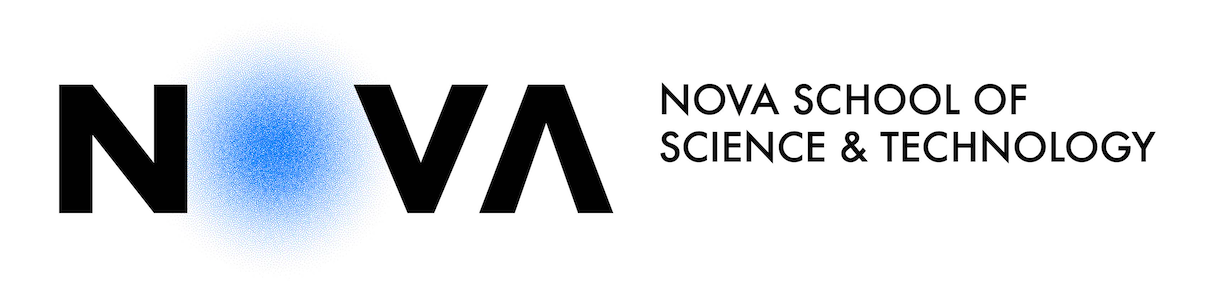 NOVA
NOVA SCHOOL OF
SCIENCE & TECHNOLOGY